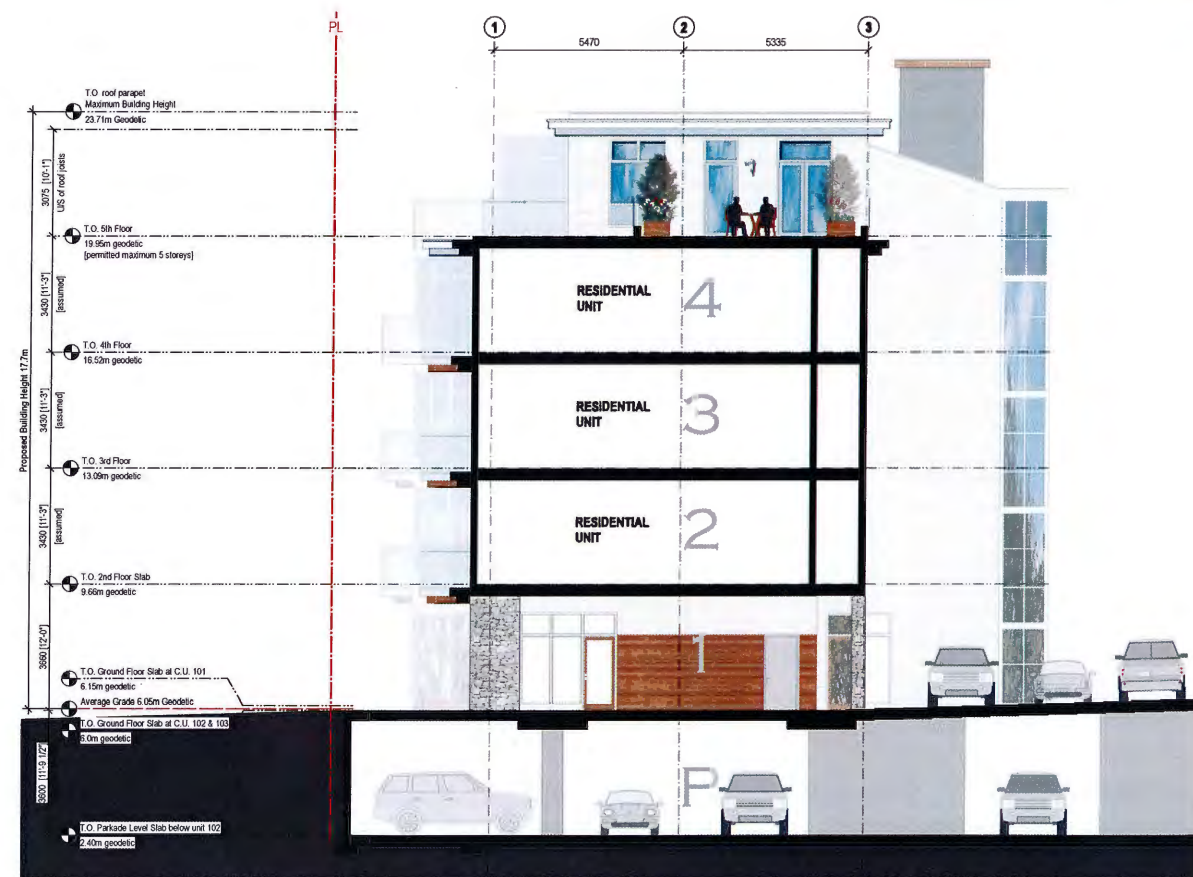 PL
1
2
3
5470
5335
T.O. roof parapet
Maximum Building Height
23.71m Geodetic
3075 [10'-1"]
U/S of roof joists
T.O. 5th Floor
19.95m geodetic
[permitted maximum 5 storeys]
3430 [11'-3"]
[assumed]
RESIDENTIAL
UNIT
4
T.O. 4th Floor
16.52m geodetic
Proposed Building Height 17.7m
3430 [11'-3"]
[assumed]
RESIDENTIAL
UNIT
3
T.O. 3rd Floor
13.09m geodetic
3430 [11'-3"]
[assumed]
RESIDENTIAL
UNIT
2
T.O. 2nd Floor Slab
9.66m geodetic
3660 [12'-0"]
1
T.O. Ground Floor Slab at C.U. 101
6.15m geodetic
Average Grade 6.05m Geodetic
T.O. Ground Floor Slab at C.U. 102 & 103
6.0m geodetic
3600 [11'-9 1/2"]
P
T.O. Parkade Level Slab below unit 102
2.40m geodetic